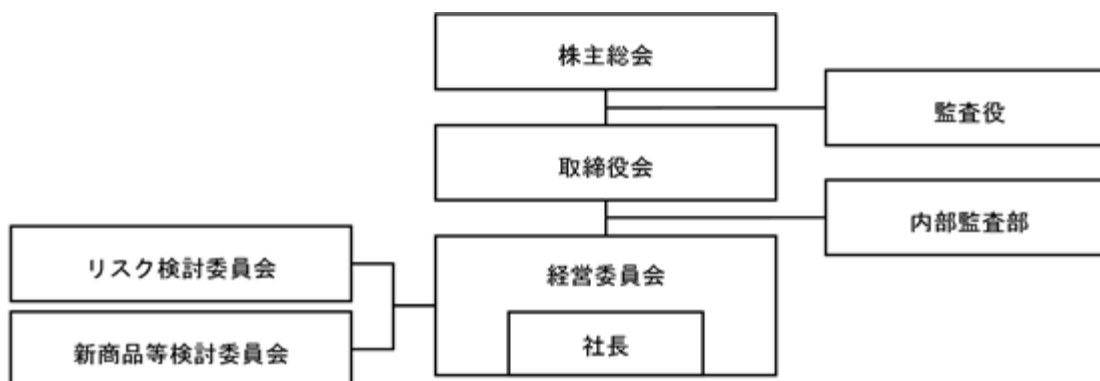 株主総会
監査役
取締役会
内部監査部
リスク検討委員会
経営委員会
新商品等検討委員会
社長